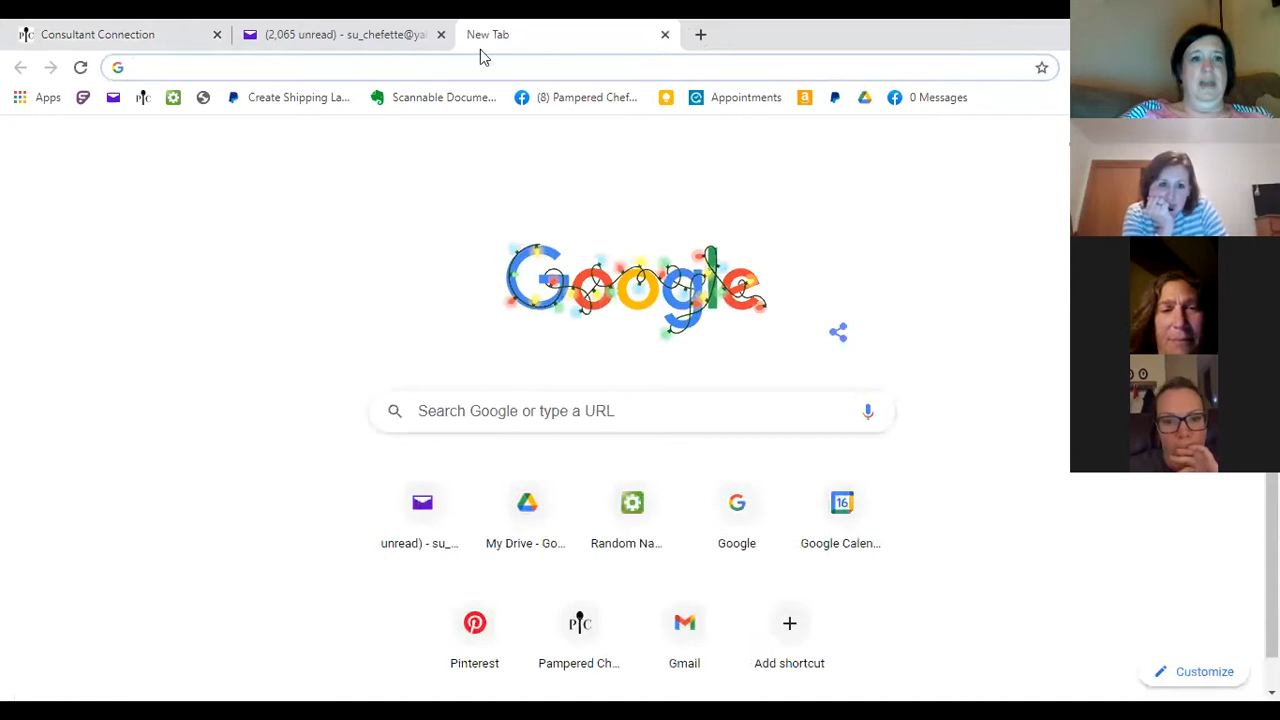 Consultant Connection
(2,065 unread) - su_chefette@ya
New Tab
Apps
Create Shipping La...
Scannable Docume...
(8) Pampered Chef...
Appointments
0 Messages
Google
Search Google or type a URL
unread) - su_...
My Drive - Go...
Random Na...
Google
16
Google Calen...
Pinterest
Pampered Ch...
Gmail
Add shortcut
Customize